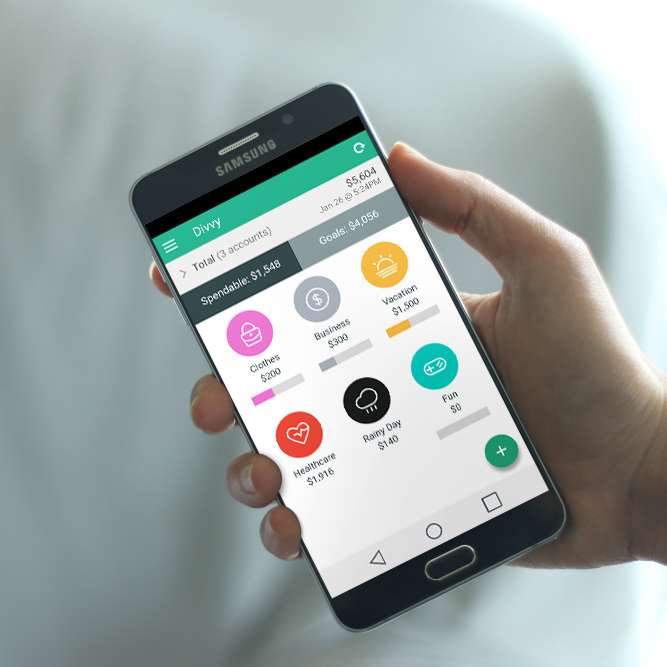 SAMSUNG
Divvy
$5,604
Total (3 accounts)
Jan 26 @ 5:24PM
Spendable: $1,548
Goals: $4,056
Clothes
$200
Business
$300
Vacation
$1,500
Healthcare
$1,916
Rainy Day
$140
Fun
$0